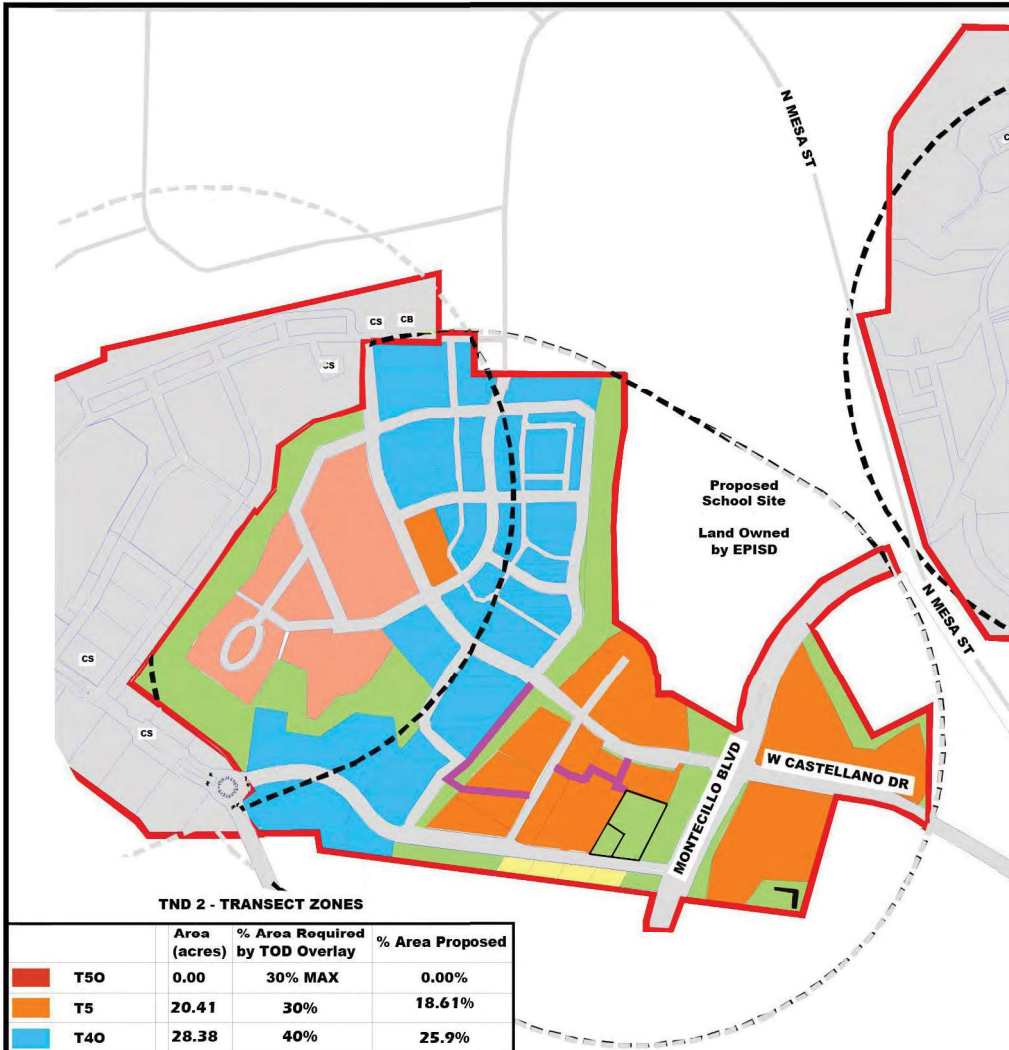 N MESA ST
C
CS
CB
CS
Proposed
School Site
Land Owned
by EPISD
N MESA ST
CS
CS
MONTECILLO BLVD
W CASTELLANO DR
TND 2 - TRANSECT ZONES
Area (acres) % Area Required by TOD Overlay % Area Proposed
T5O 0.00 30% MAX 0.00%
T5 20.41 30% 18.61%
T4O 28.38 40% 25.9%